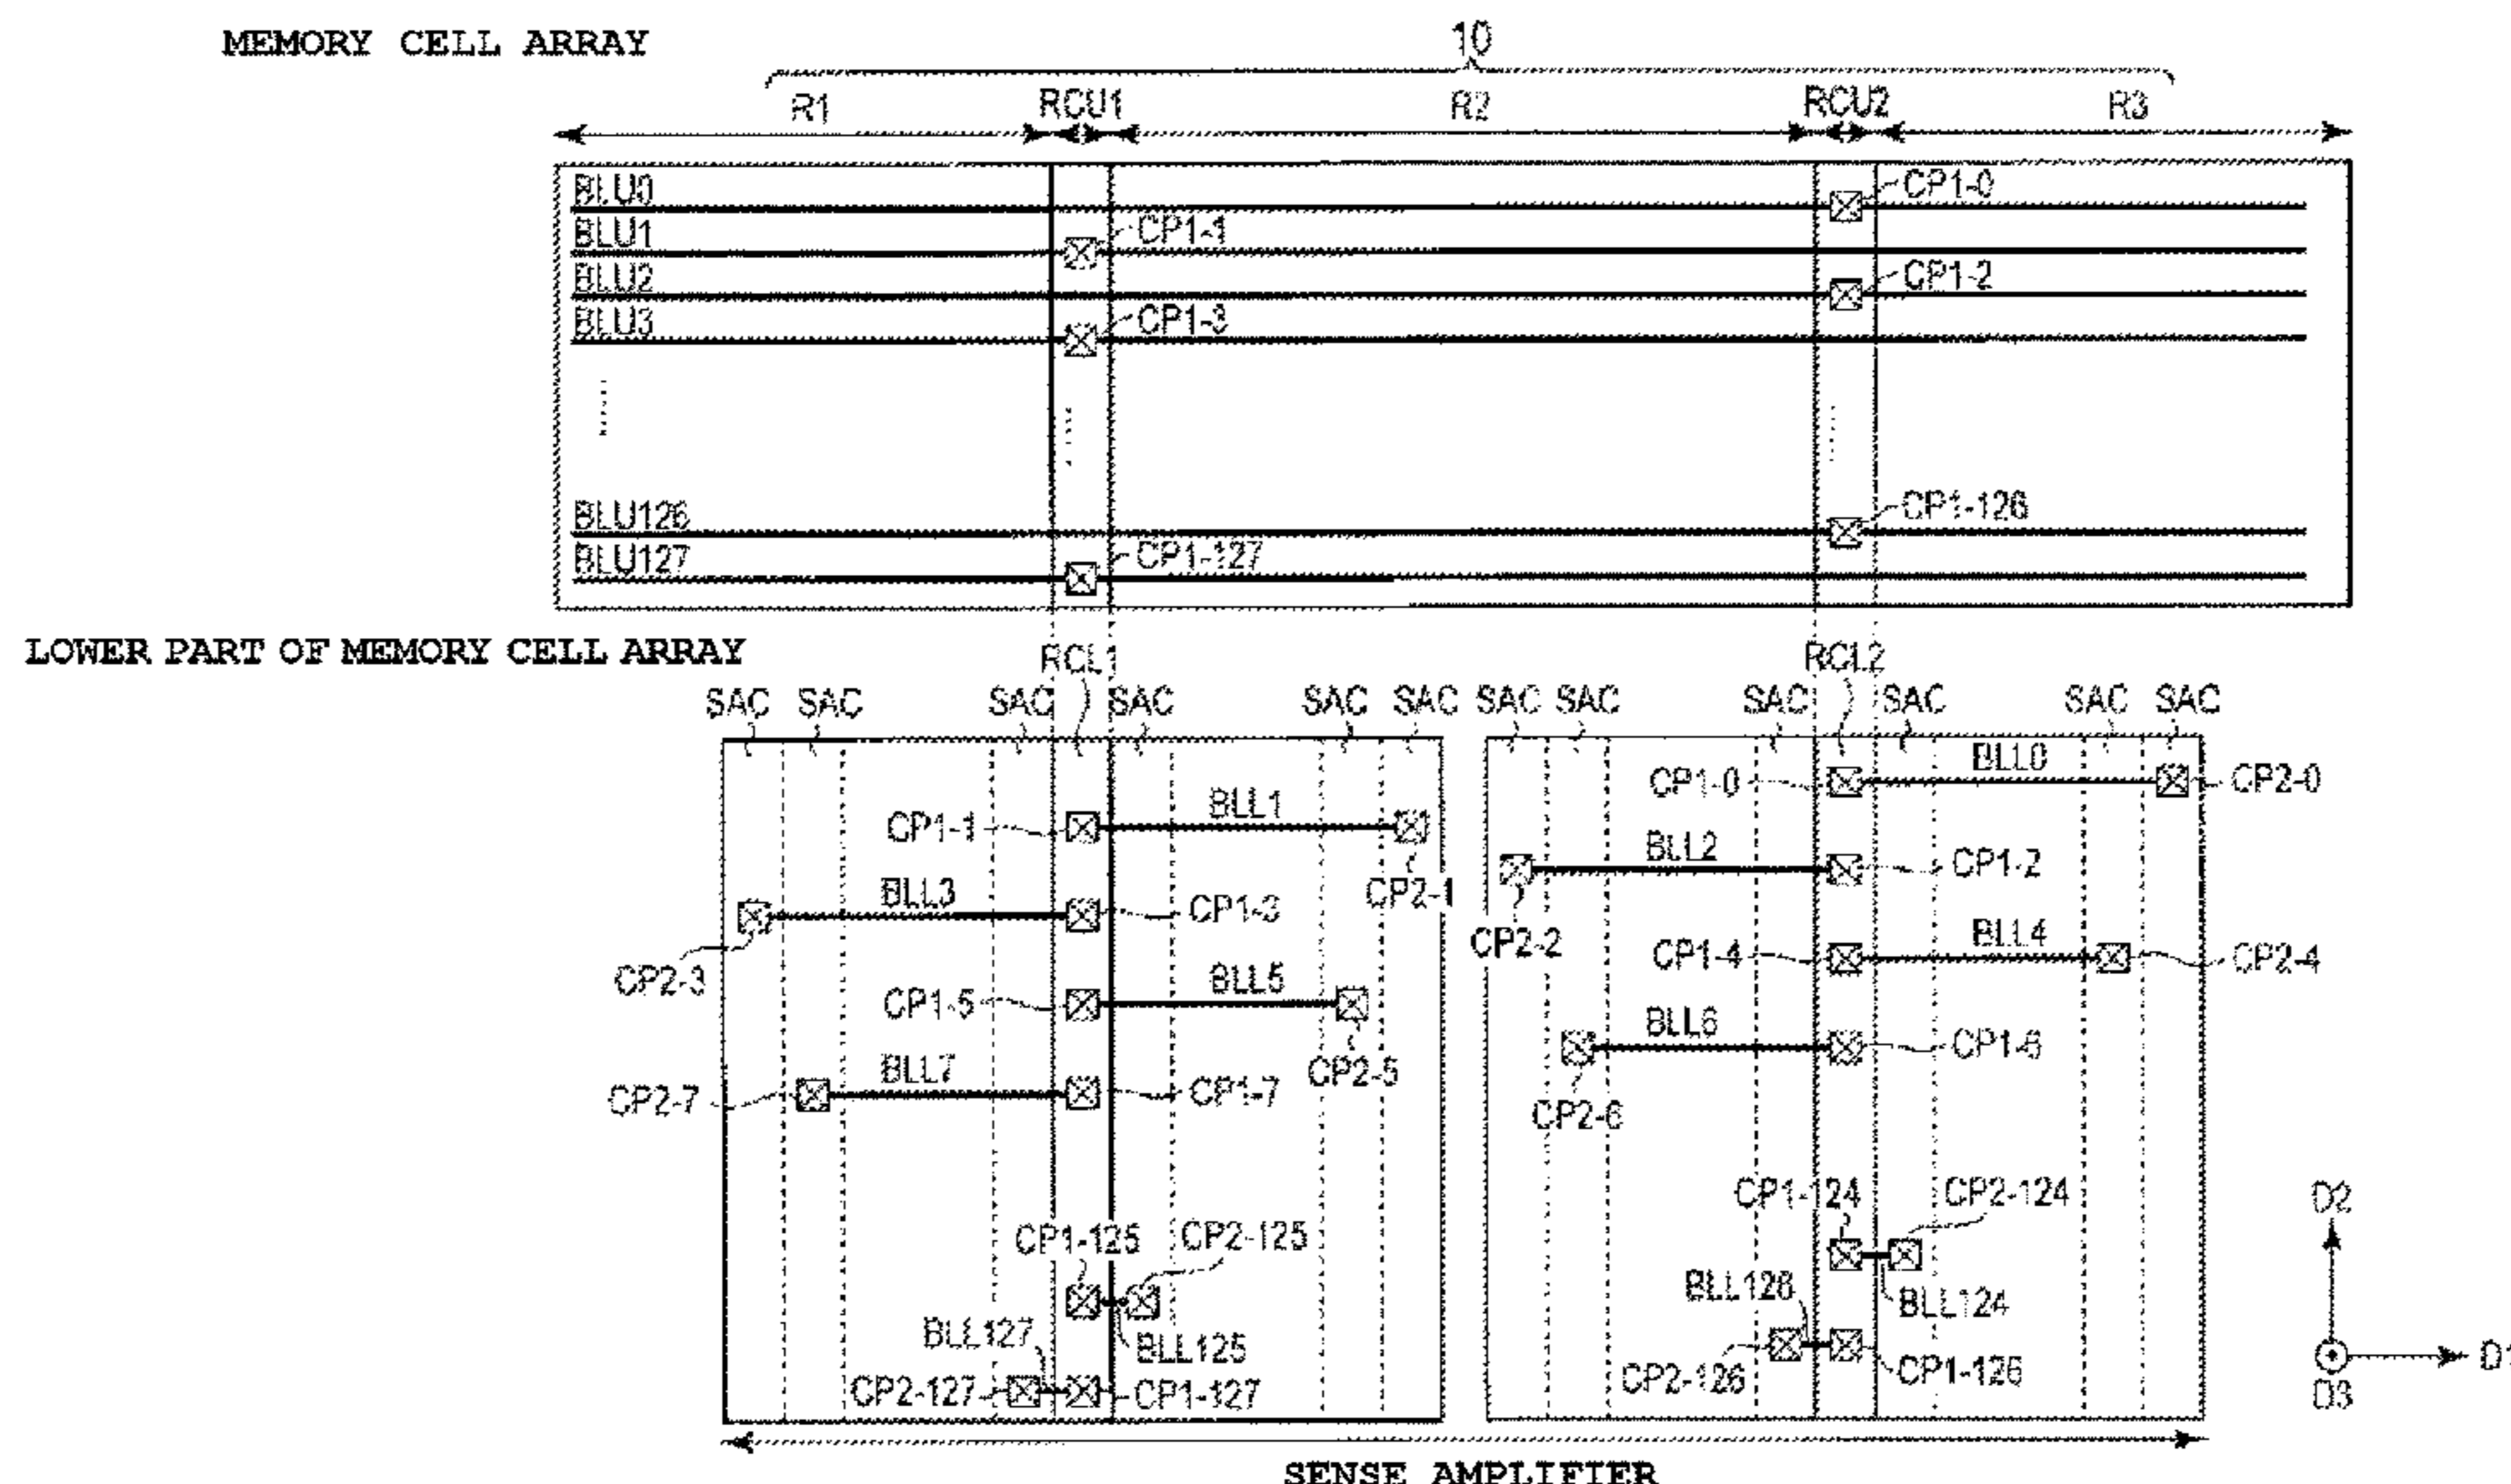 MEMORY CELL ARRAY
10
R1 RCU1 R2 RCU2 R3
BLU0 CP1-0
BLU1 CP1-1
BLU2 CP1-2
BLU3 CP1-3
BLU126 CP1-126
BLU127 CP1-127
LOWER PART OF MEMORY CELL ARRAY
RCL1 RCL2
SAC SAC SAC SAC SAC SAC SAC SAC SAC SAC SAC SAC
CP1-0 BLL0 CP2-0
CP1-1 BLL1 CP2-1
CP2-2 BLL2 CP1-2
CP2-3 BLL3 CP1-3
CP1-4 BLL4 CP2-4
CP1-5 BLL5 CP2-5
CP2-6 BLL6 CP1-6
CP2-7 BLL7 CP1-7
CP1-124 CP2-124
BLL124
CP1-125 CP2-125
BLL125
BLL126
CP2-126 CP1-126
BLL127
CP2-127 CP1-127
D2
D1
D3
SENSE AMPLIFIER